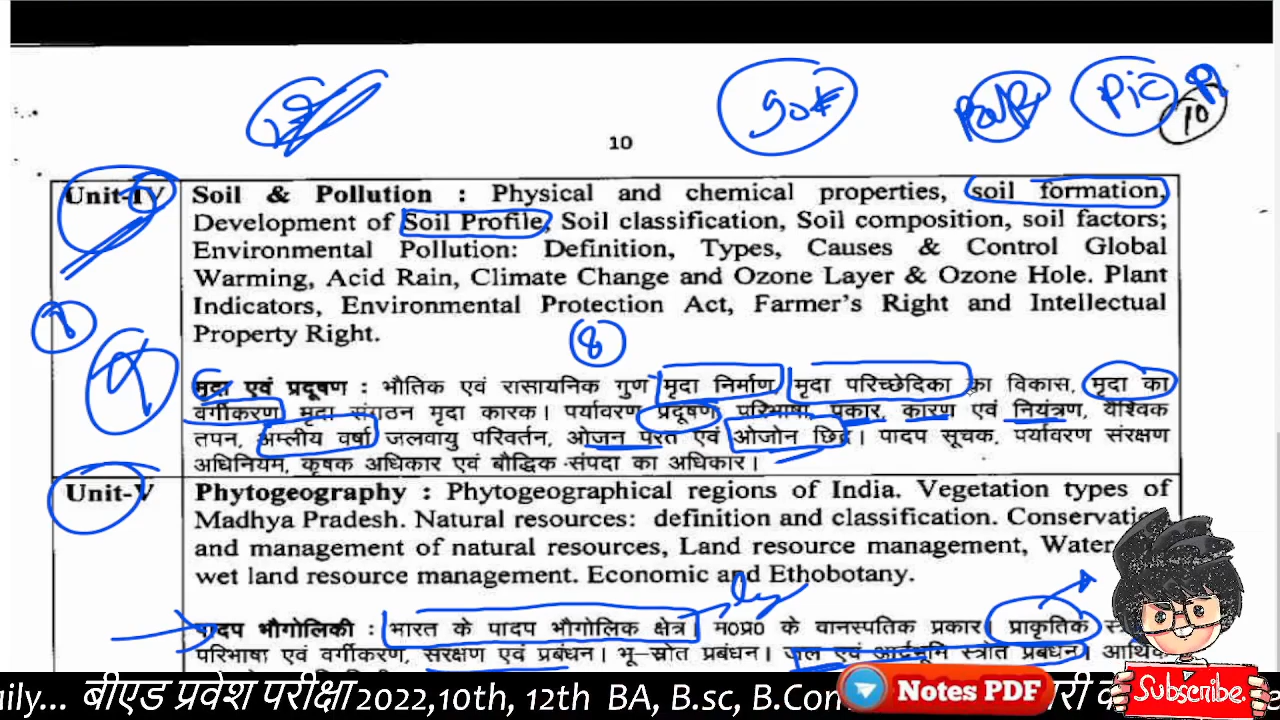 10
Pic
10
Unit-IV
Soil & Pollution : Physical and chemical properties, soil formation,
Development of Soil Profile, Soil classification, Soil composition, soil factors;
Environmental Pollution: Definition, Types, Causes & Control Global
Warming, Acid Rain, Climate Change and Ozone Layer & Ozone Hole. Plant
Indicators, Environmental Protection Act, Farmer's Right and Intellectual
Property Right.
8
मृदा एवं प्रदूषण : भौतिक एवं रासायनिक गुण मृदा निर्माण, मृदा परिच्छेदिका का विकास, मृदा का
वर्गीकरण मृदा संगठन मृदा कारक। पर्यावरण प्रदूषण परिभाषा, प्रकार, कारण एवं नियंत्रण, वैश्विक
तपन, अम्लीय वर्षा जलवायु परिवर्तन, ओजन परत एवं ओजोन छिद्र। पादप सूचक, पर्यावरण संरक्षण
अधिनियम, कृषक अधिकार एवं बौद्धिक संपदा का अधिकार।
Unit-V
Phytogeography : Phytogeographical regions of India. Vegetation types of
Madhya Pradesh. Natural resources: definition and classification.
and management of natural resources, Land resource management, Water
wet land resource management. Economic and Ethobotany.
पादप भौगोलिकी : भारत के पादप भौगोलिक क्षेत्र। म०प्र० के वानस्पतिक प्रकार। प्राकृतिक
परिभाषा एवं वर्गीकरण, संरक्षण एवं प्रबंधन। भू-स्रोत प्रबंधन। जल एवं आर्दभूमि स्त्रोत प्रबंधन।
बीएड प्रवेश परीक्षा 2022,10th, 12th BA, B.sc, B.Com
Notes PDF
Subscribe